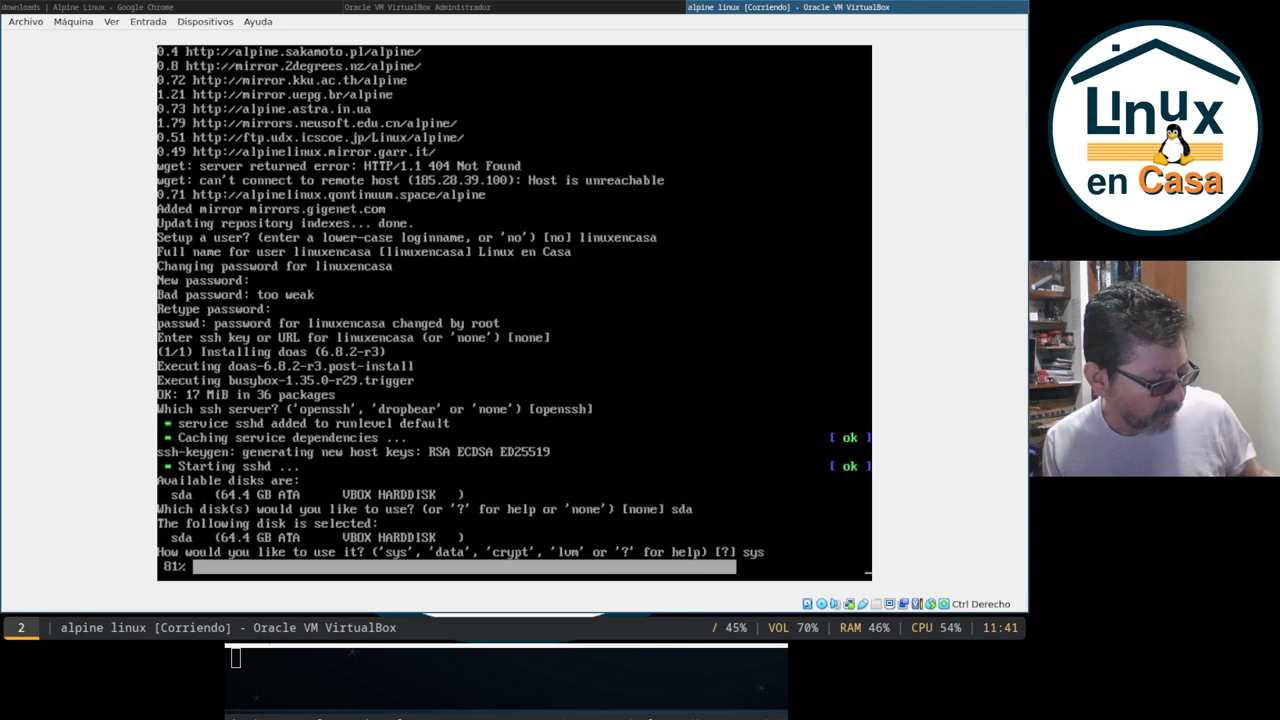 downloads | Alpine Linux - Google Chrome
Oracle VM VirtualBox Administrador
alpine linux [Corriendo] - Oracle VM VirtualBox
Archivo Máquina Ver Entrada Dispositivos Ayuda
0.4 http://alpine.sakamoto.pl/alpine/
0.8 http://mirror.2degrees.nz/alpine/
0.72 http://mirror.kku.ac.th/alpine
1.21 http://mirror.uepg.br/alpine
0.73 http://alpine.astra.in.ua
1.79 http://mirrors.neusoft.edu.cn/alpine/
0.51 http://ftp.udx.icscoe.jp/Linux/alpine/
0.49 http://alpinelinux.mirror.garr.it/
wget: server returned error: HTTP/1.1 404 Not Found
wget: can't connect to remote host (185.28.39.100): Host is unreachable
0.71 http://alpinelinux.qontinuum.space/alpine
Added mirror mirrors.gigenet.com
Updating repository indexes... done.
Setup a user? (enter a lower-case loginname, or 'no') [no] linuxencasa
Full name for user linuxencasa [linuxencasa] Linux en Casa
Changing password for linuxencasa
New password:
Bad password: too weak
Retype password:
passwd: password for linuxencasa changed by root
Enter ssh key or URL for linuxencasa (or 'none') [none]
(1/1) Installing doas (6.8.2-r3)
Executing doas-6.8.2-r3.post-install
Executing busybox-1.35.0-r29.trigger
OK: 17 MiB in 36 packages
Which ssh server? ('openssh', 'dropbear' or 'none') [openssh]
* service sshd added to runlevel default
* Caching service dependencies ... [ ok ]
ssh-keygen: generating new host keys: RSA ECDSA ED25519
* Starting sshd ... [ ok ]
Available disks are:
sda (64.4 GB ATA VBOX HARDDISK )
Which disk(s) would you like to use? (or '?' for help or 'none') [none] sda
The following disk is selected:
sda (64.4 GB ATA VBOX HARDDISK )
How would you like to use it? ('sys', 'data', 'crypt', 'lvm' or '?' for help) [?] sys
81%
Ctrl Derecho
2 | alpine linux [Corriendo] - Oracle VM VirtualBox / 45% | VOL 70% | RAM 46% | CPU 54% | 11:41
Linux
en Casa